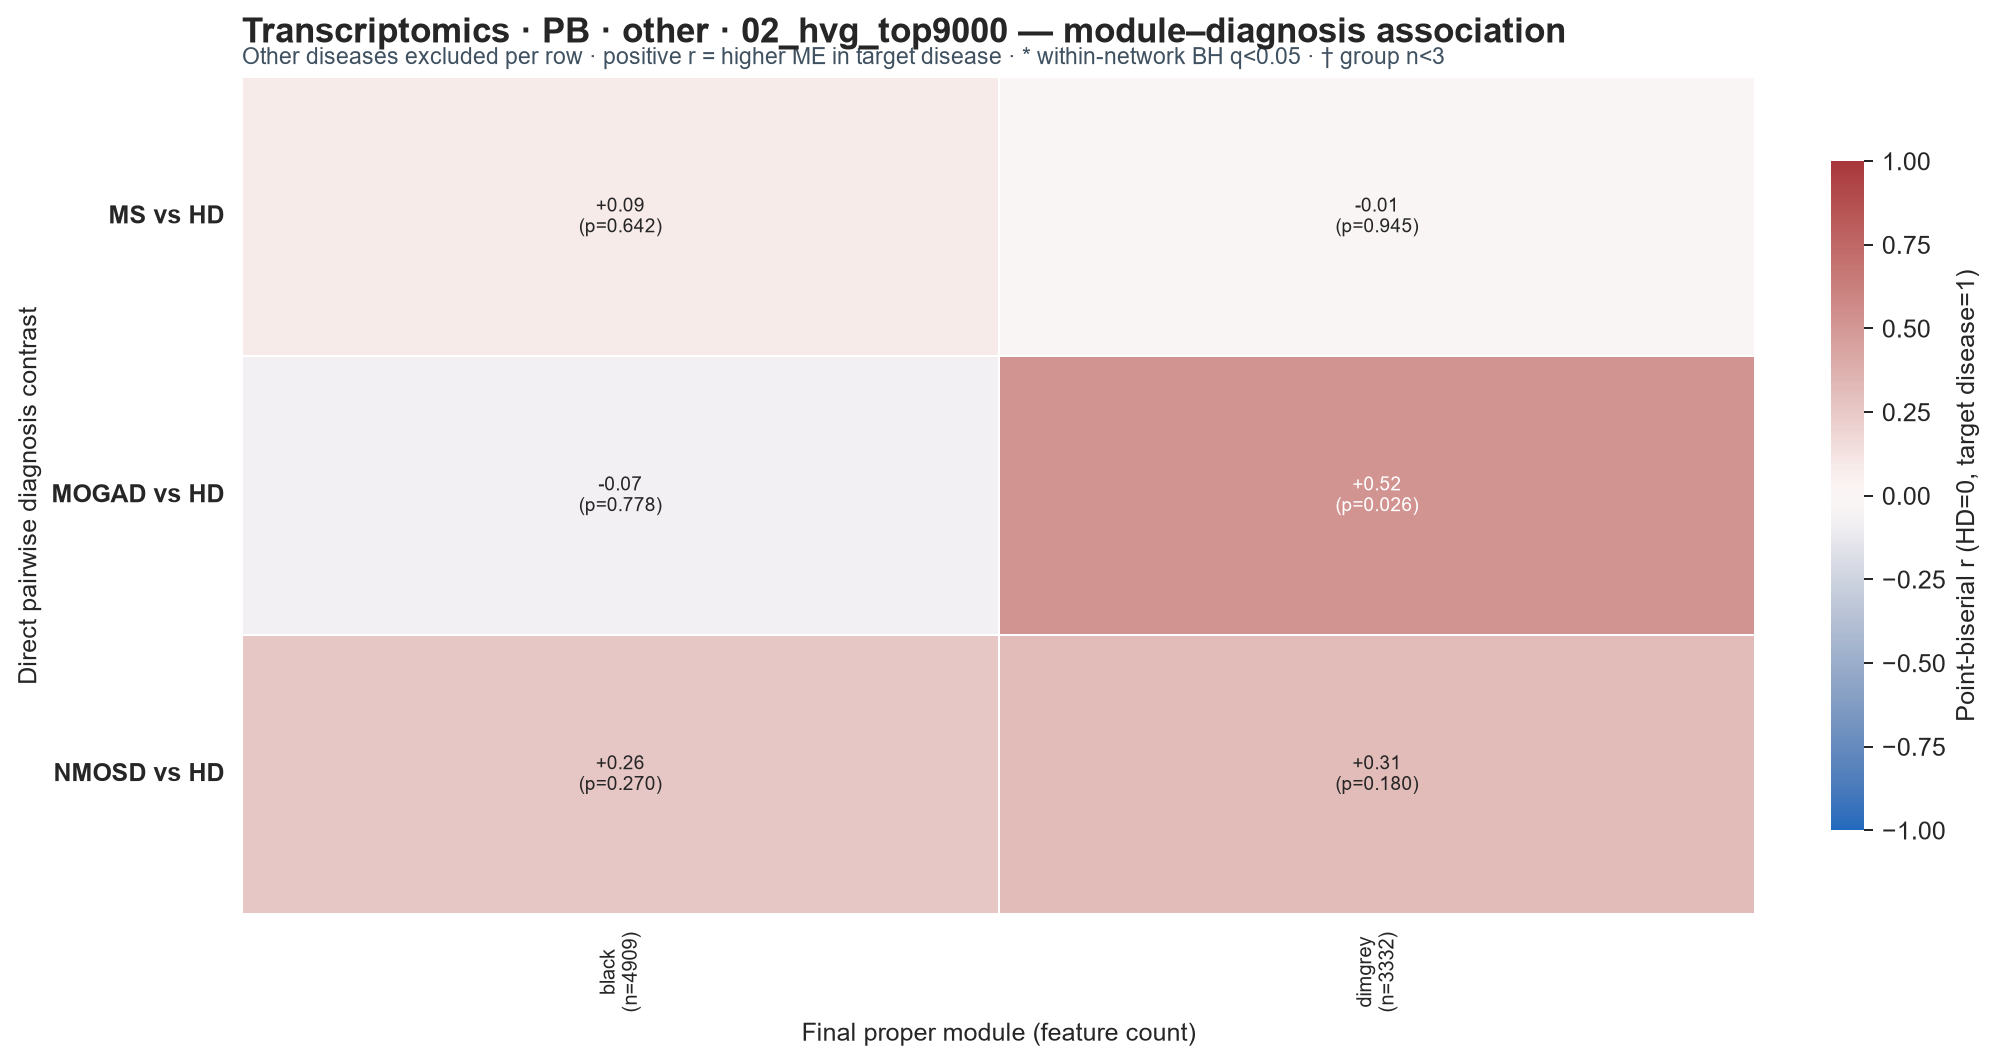 Transcriptomics · PB · other · 02_hvg_top9000 — module–diagnosis association
Other diseases excluded per row · positive r = higher ME in target disease · * within-network BH q<0.05 · † group n<3
Direct pairwise diagnosis contrast
MS vs HD
+0.09
(p=0.642)
-0.01
(p=0.945)
MOGAD vs HD
-0.07
(p=0.778)
+0.52
(p=0.026)
NMOSD vs HD
+0.26
(p=0.270)
+0.31
(p=0.180)
black
(n=4909)
dimgrey
(n=3332)
Final proper module (feature count)
1.00
0.75
0.50
0.25
0.00
−0.25
−0.50
−0.75
−1.00
Point-biserial r (HD=0, target disease=1)